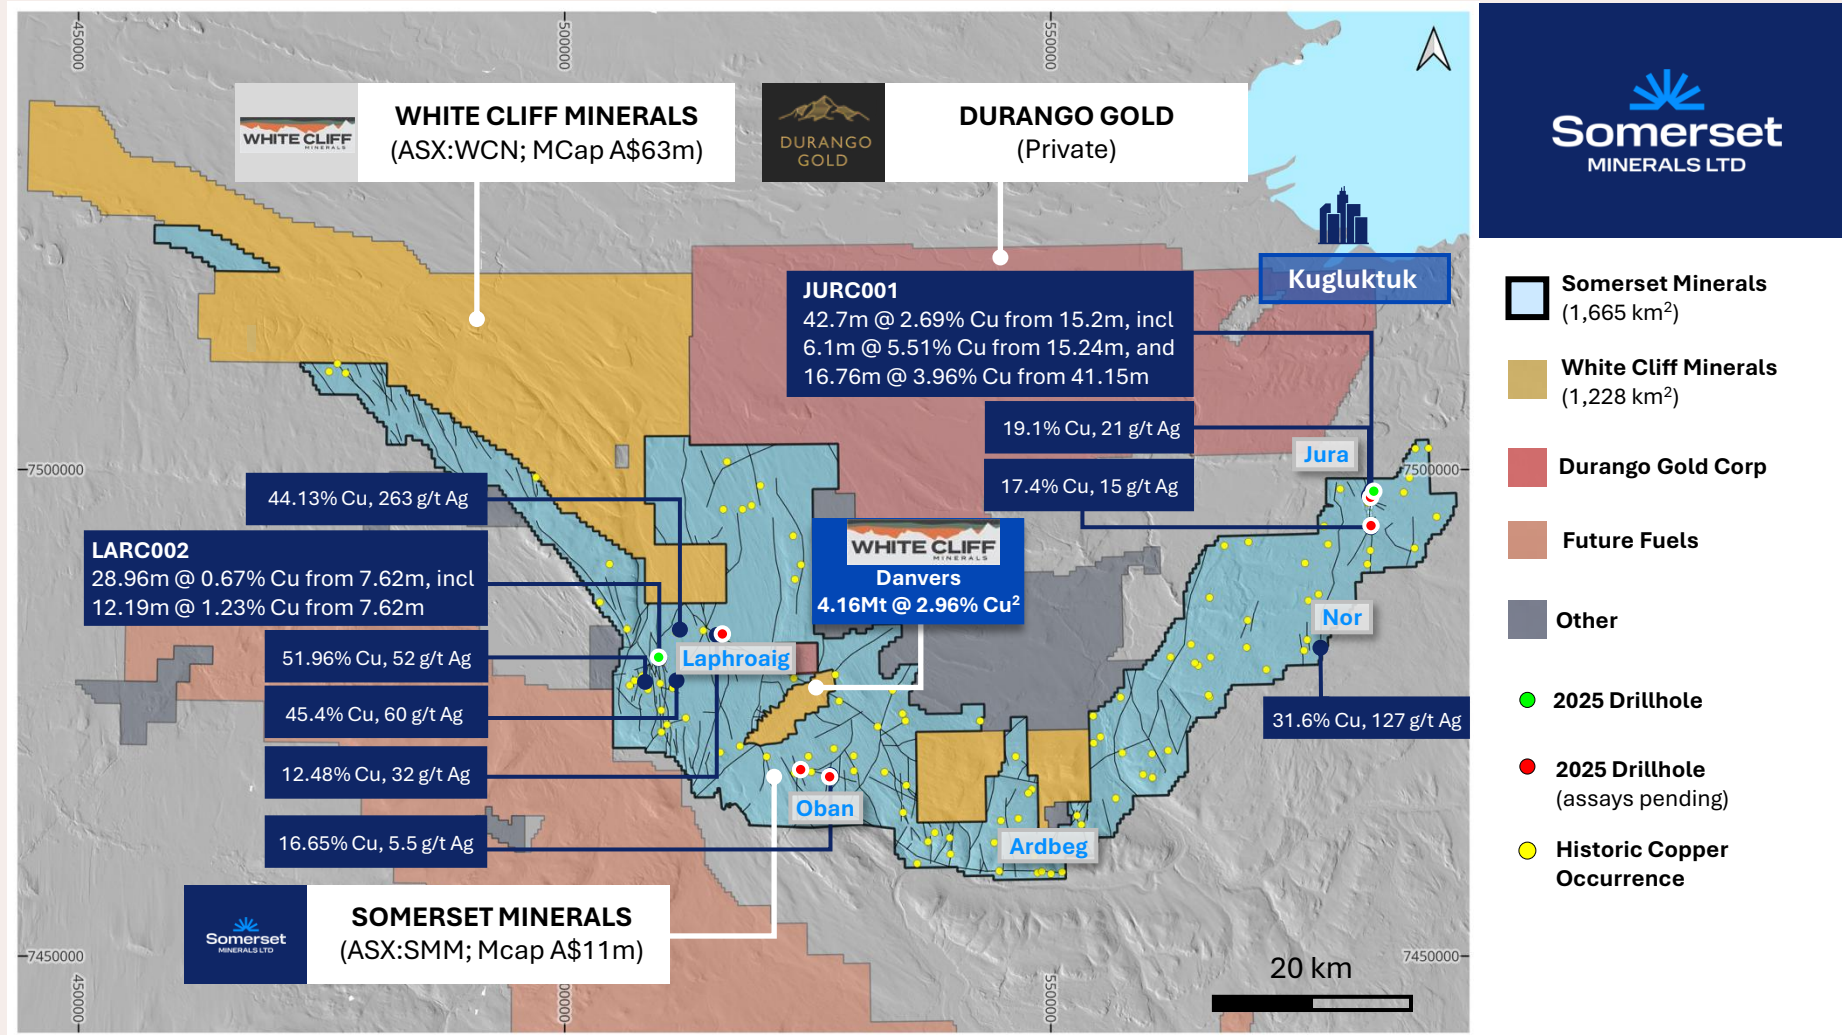 450000
500000
550000
WHITE CLIFF
MINERALS
WHITE CLIFF MINERALS
(ASX:WCN; MCap A$63m)
DURANGO
GOLD
DURANGO GOLD
(Private)
Somerset
MINERALS LTD
Kugluktuk
JURC001
42.7m @ 2.69% Cu from 15.2m, incl
6.1m @ 5.51% Cu from 15.24m, and
16.76m @ 3.96% Cu from 41.15m
19.1% Cu, 21 g/t Ag
17.4% Cu, 15 g/t Ag
Jura
7500000
7500000
44.13% Cu, 263 g/t Ag
LARC002
28.96m @ 0.67% Cu from 7.62m, incl
12.19m @ 1.23% Cu from 7.62m
51.96% Cu, 52 g/t Ag
45.4% Cu, 60 g/t Ag
12.48% Cu, 32 g/t Ag
16.65% Cu, 5.5 g/t Ag
WHITE CLIFF
MINERALS
Danvers
4.16Mt @ 2.96% Cu²
Laphroaig
Nor
31.6% Cu, 127 g/t Ag
Oban
Ardbeg
Somerset
MINERALS LTD
SOMERSET MINERALS
(ASX:SMM; Mcap A$11m)
7450000
7450000
20 km
450000
500000
550000
Somerset Minerals
(1,665 km²)
White Cliff Minerals
(1,228 km²)
Durango Gold Corp
Future Fuels
Other
2025 Drillhole
2025 Drillhole
(assays pending)
Historic Copper
Occurrence